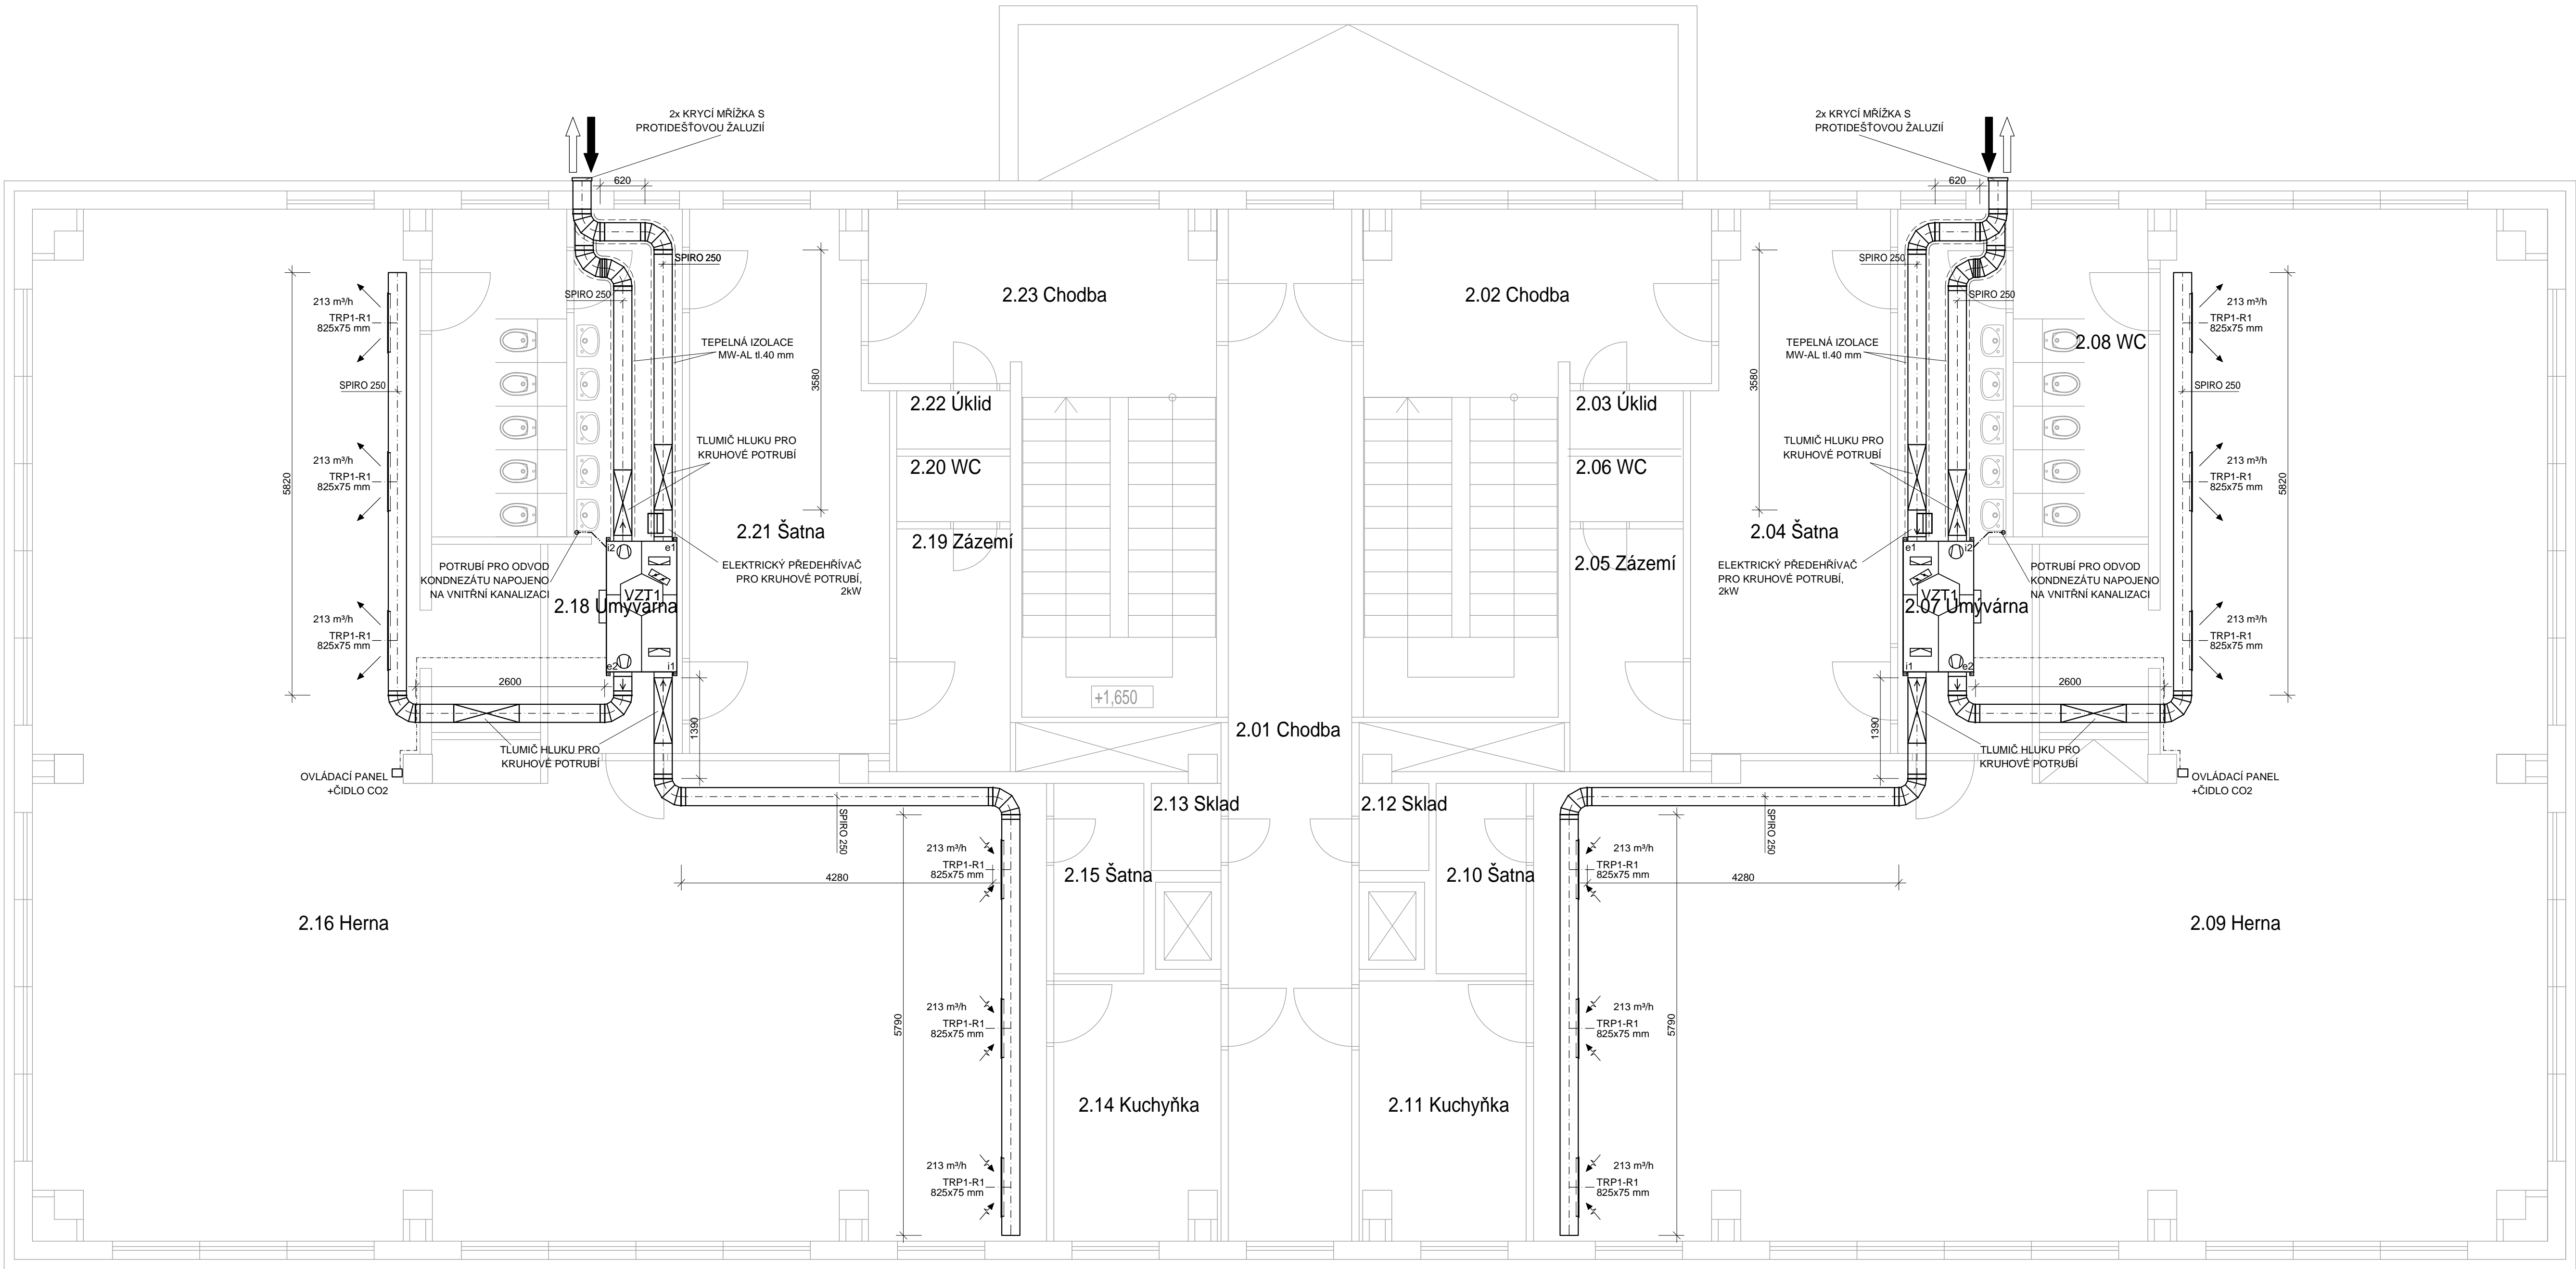 2x KRYCÍ MŘÍŽKA S
PROTIDEŠŤOVOU ŽALUZIÍ
2x KRYCÍ MŘÍŽKA S
PROTIDEŠŤOVOU ŽALUZIÍ
620
620
SPIRO 250
SPIRO 250
SPIRO 250
SPIRO 250
2.23 Chodba
2.02 Chodba
213 m³/h
TRP1-R1
825x75 mm
213 m³/h
TRP1-R1
825x75 mm
TEPELNÁ IZOLACE
MW-AL tl.40 mm
TEPELNÁ IZOLACE
MW-AL tl.40 mm
2.08 WC
3580
3580
SPIRO 250
SPIRO 250
2.22 Úklid
2.03 Úklid
TLUMIČ HLUKU PRO
KRUHOVÉ POTRUBÍ
TLUMIČ HLUKU PRO
KRUHOVÉ POTRUBÍ
213 m³/h
TRP1-R1
825x75 mm
213 m³/h
TRP1-R1
825x75 mm
5820
5820
2.20 WC
2.06 WC
2.21 Šatna
2.04 Šatna
2.19 Zázemí
2.05 Zázemí
i2
e1
e1
i2
POTRUBÍ PRO ODVOD
KONDNEZÁTU NAPOJENO
NA VNITŘNÍ KANALIZACI
ELEKTRICKÝ PŘEDEHŘÍVAČ
PRO KRUHOVÉ POTRUBÍ,
2kW
ELEKTRICKÝ PŘEDEHŘÍVAČ
PRO KRUHOVÉ POTRUBÍ,
2kW
POTRUBÍ PRO ODVOD
KONDNEZÁTU NAPOJENO
NA VNITŘNÍ KANALIZACI
VZT1
2.18 Umývárna
VZT1
2.07 Umývárna
213 m³/h
TRP1-R1
825x75 mm
213 m³/h
TRP1-R1
825x75 mm
e2
i1
i1
e2
2600
2600
+1,650
1390
1390
2.01 Chodba
TLUMIČ HLUKU PRO
KRUHOVÉ POTRUBÍ
TLUMIČ HLUKU PRO
KRUHOVÉ POTRUBÍ
OVLÁDACÍ PANEL
+ČIDLO CO2
OVLÁDACÍ PANEL
+ČIDLO CO2
2.13 Sklad
2.12 Sklad
SPIRO 250
SPIRO 250
213 m³/h
TRP1-R1
825x75 mm
213 m³/h
TRP1-R1
825x75 mm
2.15 Šatna
2.10 Šatna
4280
4280
2.16 Herna
2.09 Herna
213 m³/h
TRP1-R1
825x75 mm
213 m³/h
TRP1-R1
825x75 mm
5790
5790
2.14 Kuchyňka
2.11 Kuchyňka
213 m³/h
TRP1-R1
825x75 mm
213 m³/h
TRP1-R1
825x75 mm